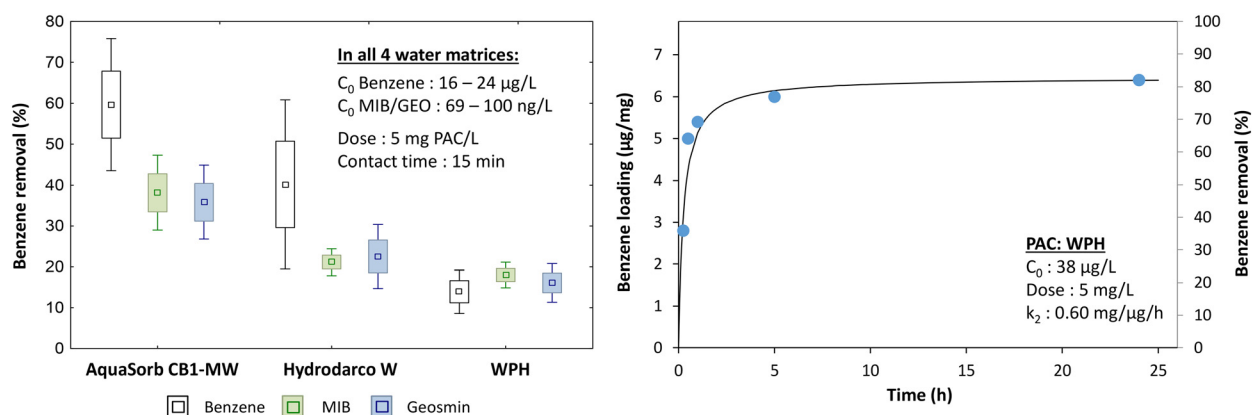 Benzene removal (%)
80
70
60
50
40
30
20
10
0
In all 4 water matrices:
C₀ Benzene : 16 – 24 µg/L
C₀ MIB/GEO : 69 – 100 ng/L
Dose : 5 mg PAC/L
Contact time : 15 min
AquaSorb CB1-MW
Hydrodarco W
WPH
Benzene
MIB
Geosmin
Benzene loading (µg/mg)
7
6
5
4
3
2
1
0
PAC: WPH
C₀ : 38 µg/L
Dose : 5 mg/L
k₂ : 0.60 mg/µg/h
0
5
10
15
20
25
Time (h)
100
90
80
70
60
50
40
30
20
10
0
Benzene removal (%)